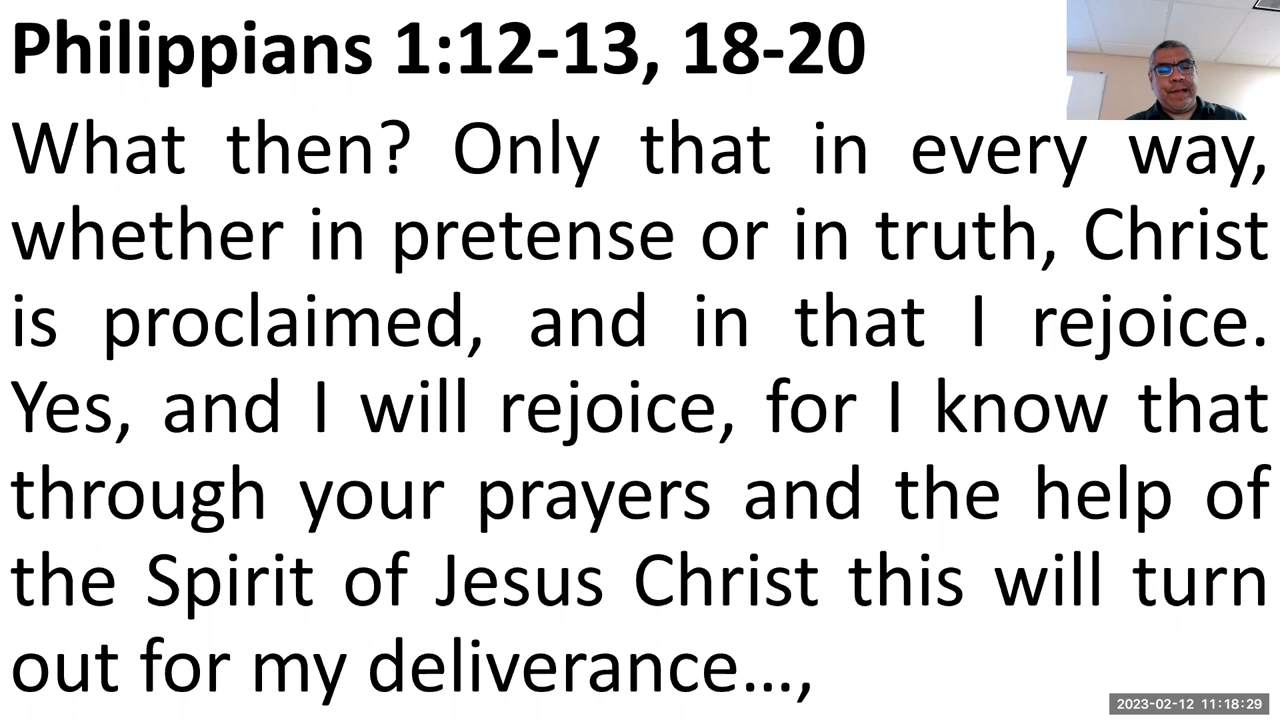 Philippians 1:12-13, 18-20
What then? Only that in every way,
whether in pretense or in truth, Christ
is proclaimed, and in that I rejoice.
Yes, and I will rejoice, for I know that
through your prayers and the help of
the Spirit of Jesus Christ this will turn
out for my deliverance…,
2023-02-12 11:18:29